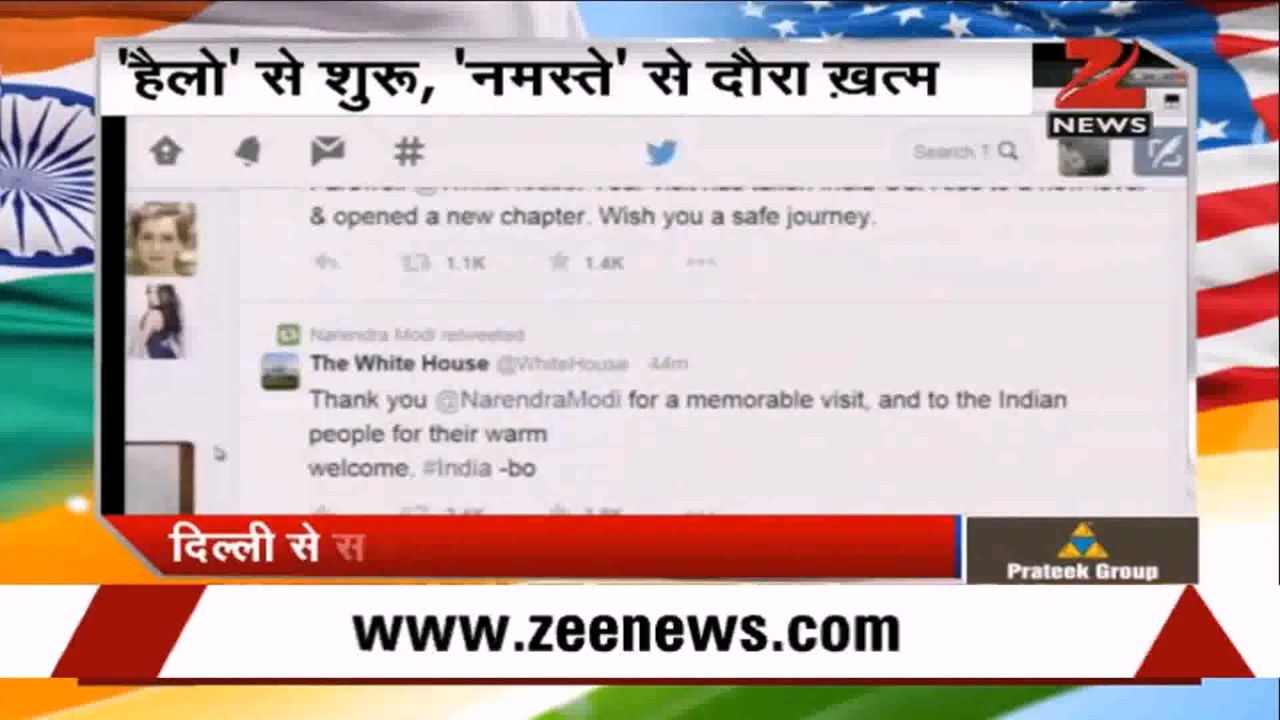 'हैलो' से शुरू, 'नमस्ते' से दौरा ख़त्म
NEWS
Search T
& opened a new chapter. Wish you a safe journey.
1.1K 1.4K
Narendra Modi retweeted
The White House @WhiteHouse 44m
Thank you @NarendraModi for a memorable visit, and to the Indian
people for their warm
welcome. #India -bo
दिल्ली से स
Prateek Group
www.zeenews.com